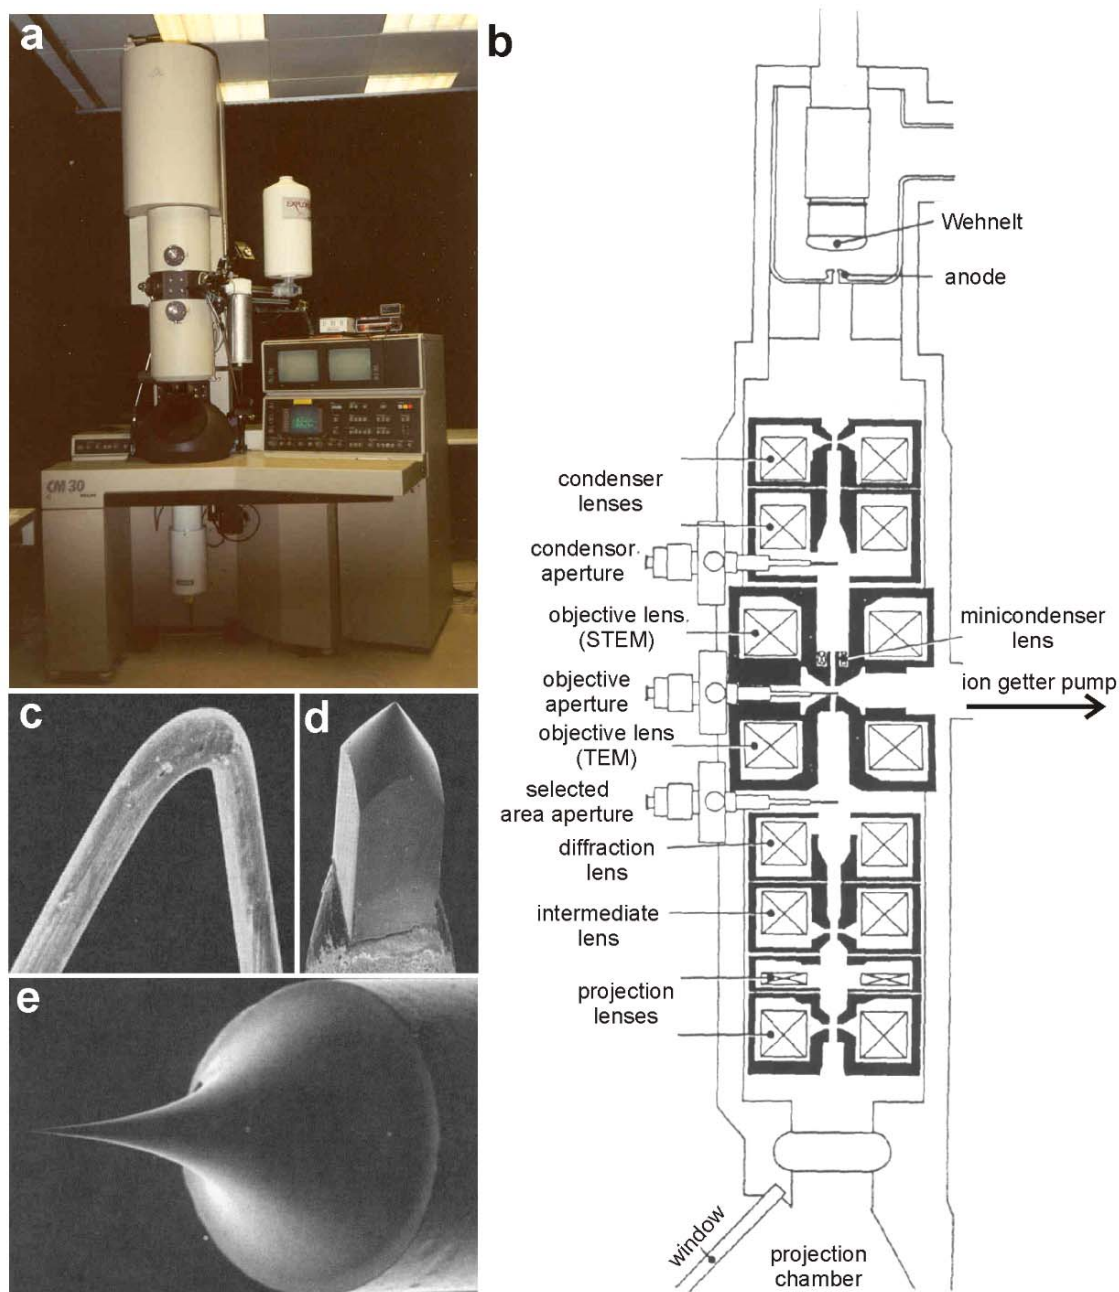 a
EXPLOR
CM 30
c
d
e
b
Wehnelt
anode
condenser
lenses
condensor.
aperture
objective lens.
(STEM)
minicondenser
lens
objective
aperture
ion getter pump
objective lens
(TEM)
selected
area aperture
diffraction
lens
intermediate
lens
projection
lenses
window
projection
chamber